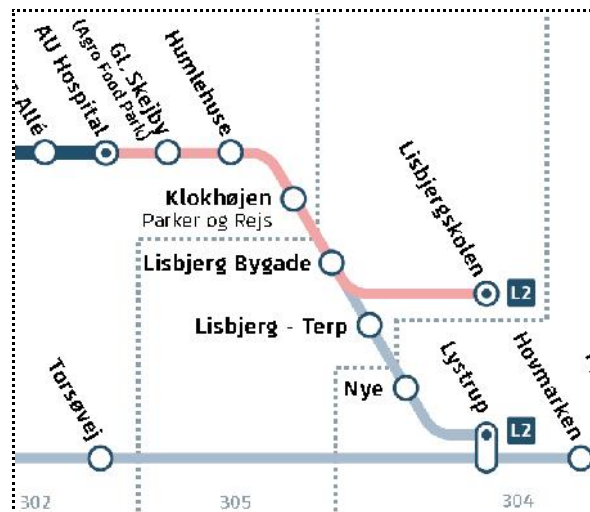 Allé
AU Hospital
Gl. Skejby
(Agro Food Park)
Humlehuse
Klokhøjen
Parker og Rejs
Lisbjerg Bygade
Lisbjergskolen
L2
Lisbjerg - Terp
Nye
Lystrup
L2
Hovmarken
Torsøvej
302
305
304